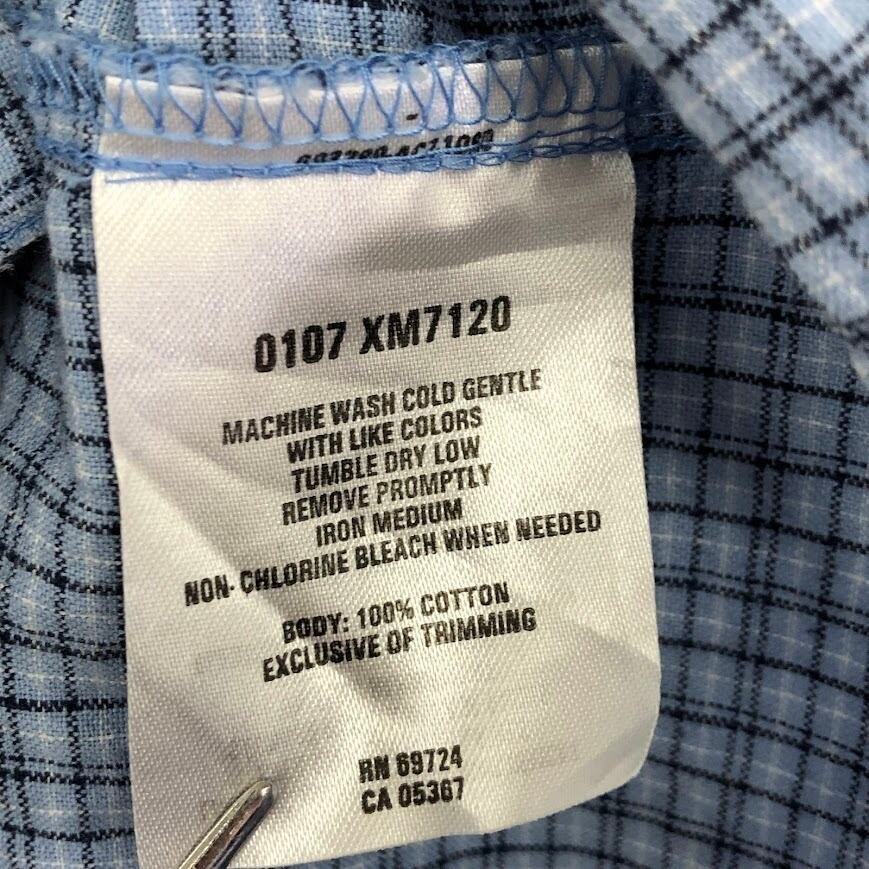 0107 XM7120
MACHINE WASH COLD GENTLE
WITH LIKE COLORS
TUMBLE DRY LOW
REMOVE PROMPTLY
IRON MEDIUM
NON-CHLORINE BLEACH WHEN NEEDED
BODY: 100% COTTON
EXCLUSIVE OF TRIMMING
RN 69724
CA 05367